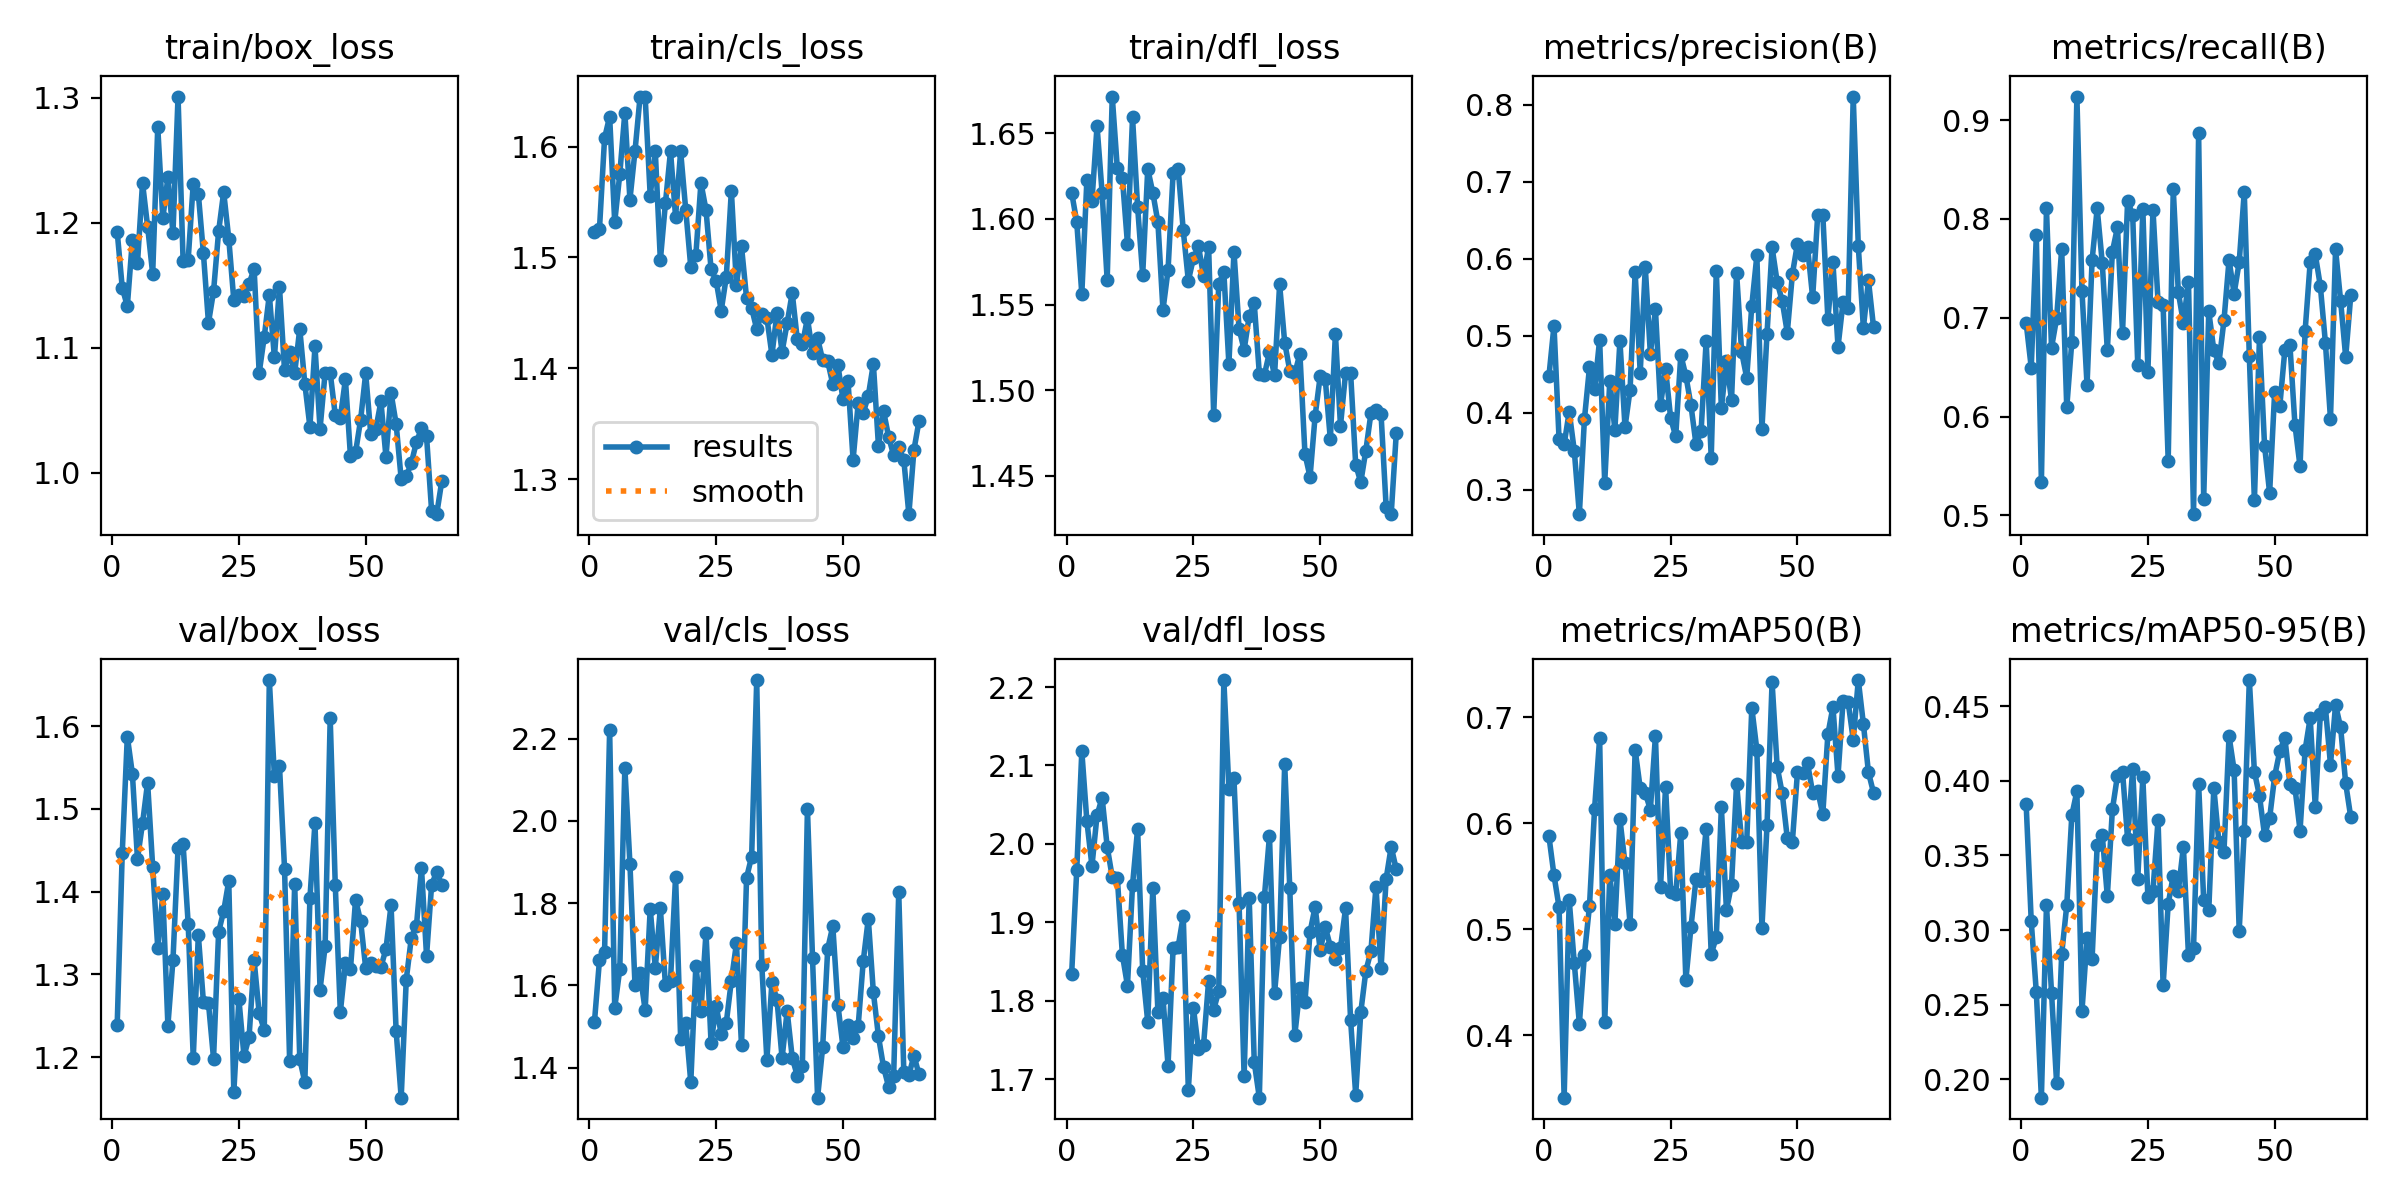 train/box_loss
1.3
1.2
1.1
1.0
0 25 50
train/cls_loss
1.6
1.5
1.4
1.3
results
smooth
0 25 50
train/dfl_loss
1.65
1.60
1.55
1.50
1.45
0 25 50
metrics/precision(B)
0.8
0.7
0.6
0.5
0.4
0.3
0 25 50
metrics/recall(B)
0.9
0.8
0.7
0.6
0.5
0 25 50
val/box_loss
1.6
1.5
1.4
1.3
1.2
0 25 50
val/cls_loss
2.2
2.0
1.8
1.6
1.4
0 25 50
val/dfl_loss
2.2
2.1
2.0
1.9
1.8
1.7
0 25 50
metrics/mAP50(B)
0.7
0.6
0.5
0.4
0 25 50
metrics/mAP50-95(B)
0.45
0.40
0.35
0.30
0.25
0.20
0 25 50